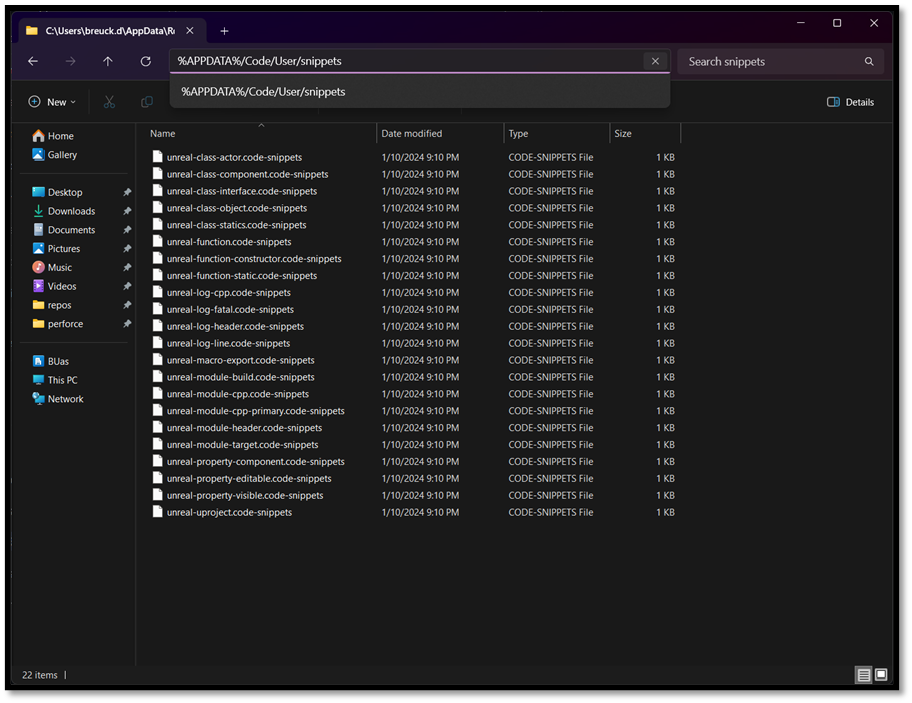 C:\Users\breuck.d\AppData\R
%APPDATA%/Code/User/snippets
Search snippets
%APPDATA%/Code/User/snippets
New
Details
Name Date modified Type Size
Home
Gallery
Desktop
Downloads
Documents
Pictures
Music
Videos
repos
perforce
BUas
This PC
Network
unreal-class-actor.code-snippets 1/10/2024 9:10 PM CODE-SNIPPETS File 1 KB
unreal-class-component.code-snippets 1/10/2024 9:10 PM CODE-SNIPPETS File 1 KB
unreal-class-interface.code-snippets 1/10/2024 9:10 PM CODE-SNIPPETS File 1 KB
unreal-class-object.code-snippets 1/10/2024 9:10 PM CODE-SNIPPETS File 1 KB
unreal-class-statics.code-snippets 1/10/2024 9:10 PM CODE-SNIPPETS File 1 KB
unreal-function.code-snippets 1/10/2024 9:10 PM CODE-SNIPPETS File 1 KB
unreal-function-constructor.code-snippets 1/10/2024 9:10 PM CODE-SNIPPETS File 1 KB
unreal-function-static.code-snippets 1/10/2024 9:10 PM CODE-SNIPPETS File 1 KB
unreal-log-cpp.code-snippets 1/10/2024 9:10 PM CODE-SNIPPETS File 1 KB
unreal-log-fatal.code-snippets 1/10/2024 9:10 PM CODE-SNIPPETS File 1 KB
unreal-log-header.code-snippets 1/10/2024 9:10 PM CODE-SNIPPETS File 1 KB
unreal-log-line.code-snippets 1/10/2024 9:10 PM CODE-SNIPPETS File 1 KB
unreal-macro-export.code-snippets 1/10/2024 9:10 PM CODE-SNIPPETS File 1 KB
unreal-module-build.code-snippets 1/10/2024 9:10 PM CODE-SNIPPETS File 1 KB
unreal-module-cpp.code-snippets 1/10/2024 9:10 PM CODE-SNIPPETS File 1 KB
unreal-module-cpp-primary.code-snippets 1/10/2024 9:10 PM CODE-SNIPPETS File 1 KB
unreal-module-header.code-snippets 1/10/2024 9:10 PM CODE-SNIPPETS File 1 KB
unreal-module-target.code-snippets 1/10/2024 9:10 PM CODE-SNIPPETS File 1 KB
unreal-property-component.code-snippets 1/10/2024 9:10 PM CODE-SNIPPETS File 1 KB
unreal-property-editable.code-snippets 1/10/2024 9:10 PM CODE-SNIPPETS File 1 KB
unreal-property-visible.code-snippets 1/10/2024 9:10 PM CODE-SNIPPETS File 1 KB
unreal-uproject.code-snippets 1/10/2024 9:10 PM CODE-SNIPPETS File 1 KB
22 items